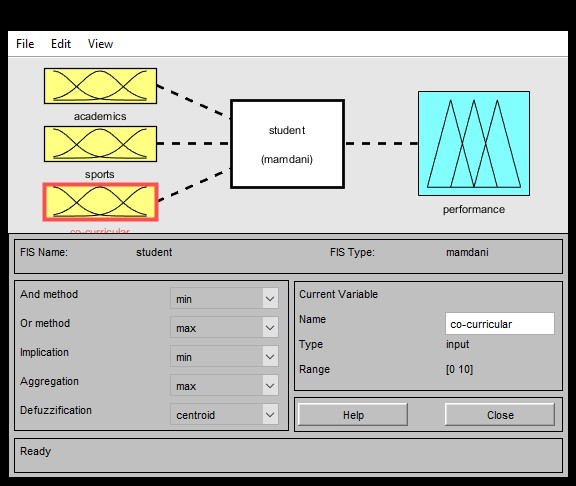 File Edit View
academics
sports
co-curricular
student
(mamdani)
performance
FIS Name: student FIS Type: mamdani
And method min
Or method max
Implication min
Aggregation max
Defuzzification centroid
Current Variable
Name co-curricular
Type input
Range [0 10]
Help Close
Ready